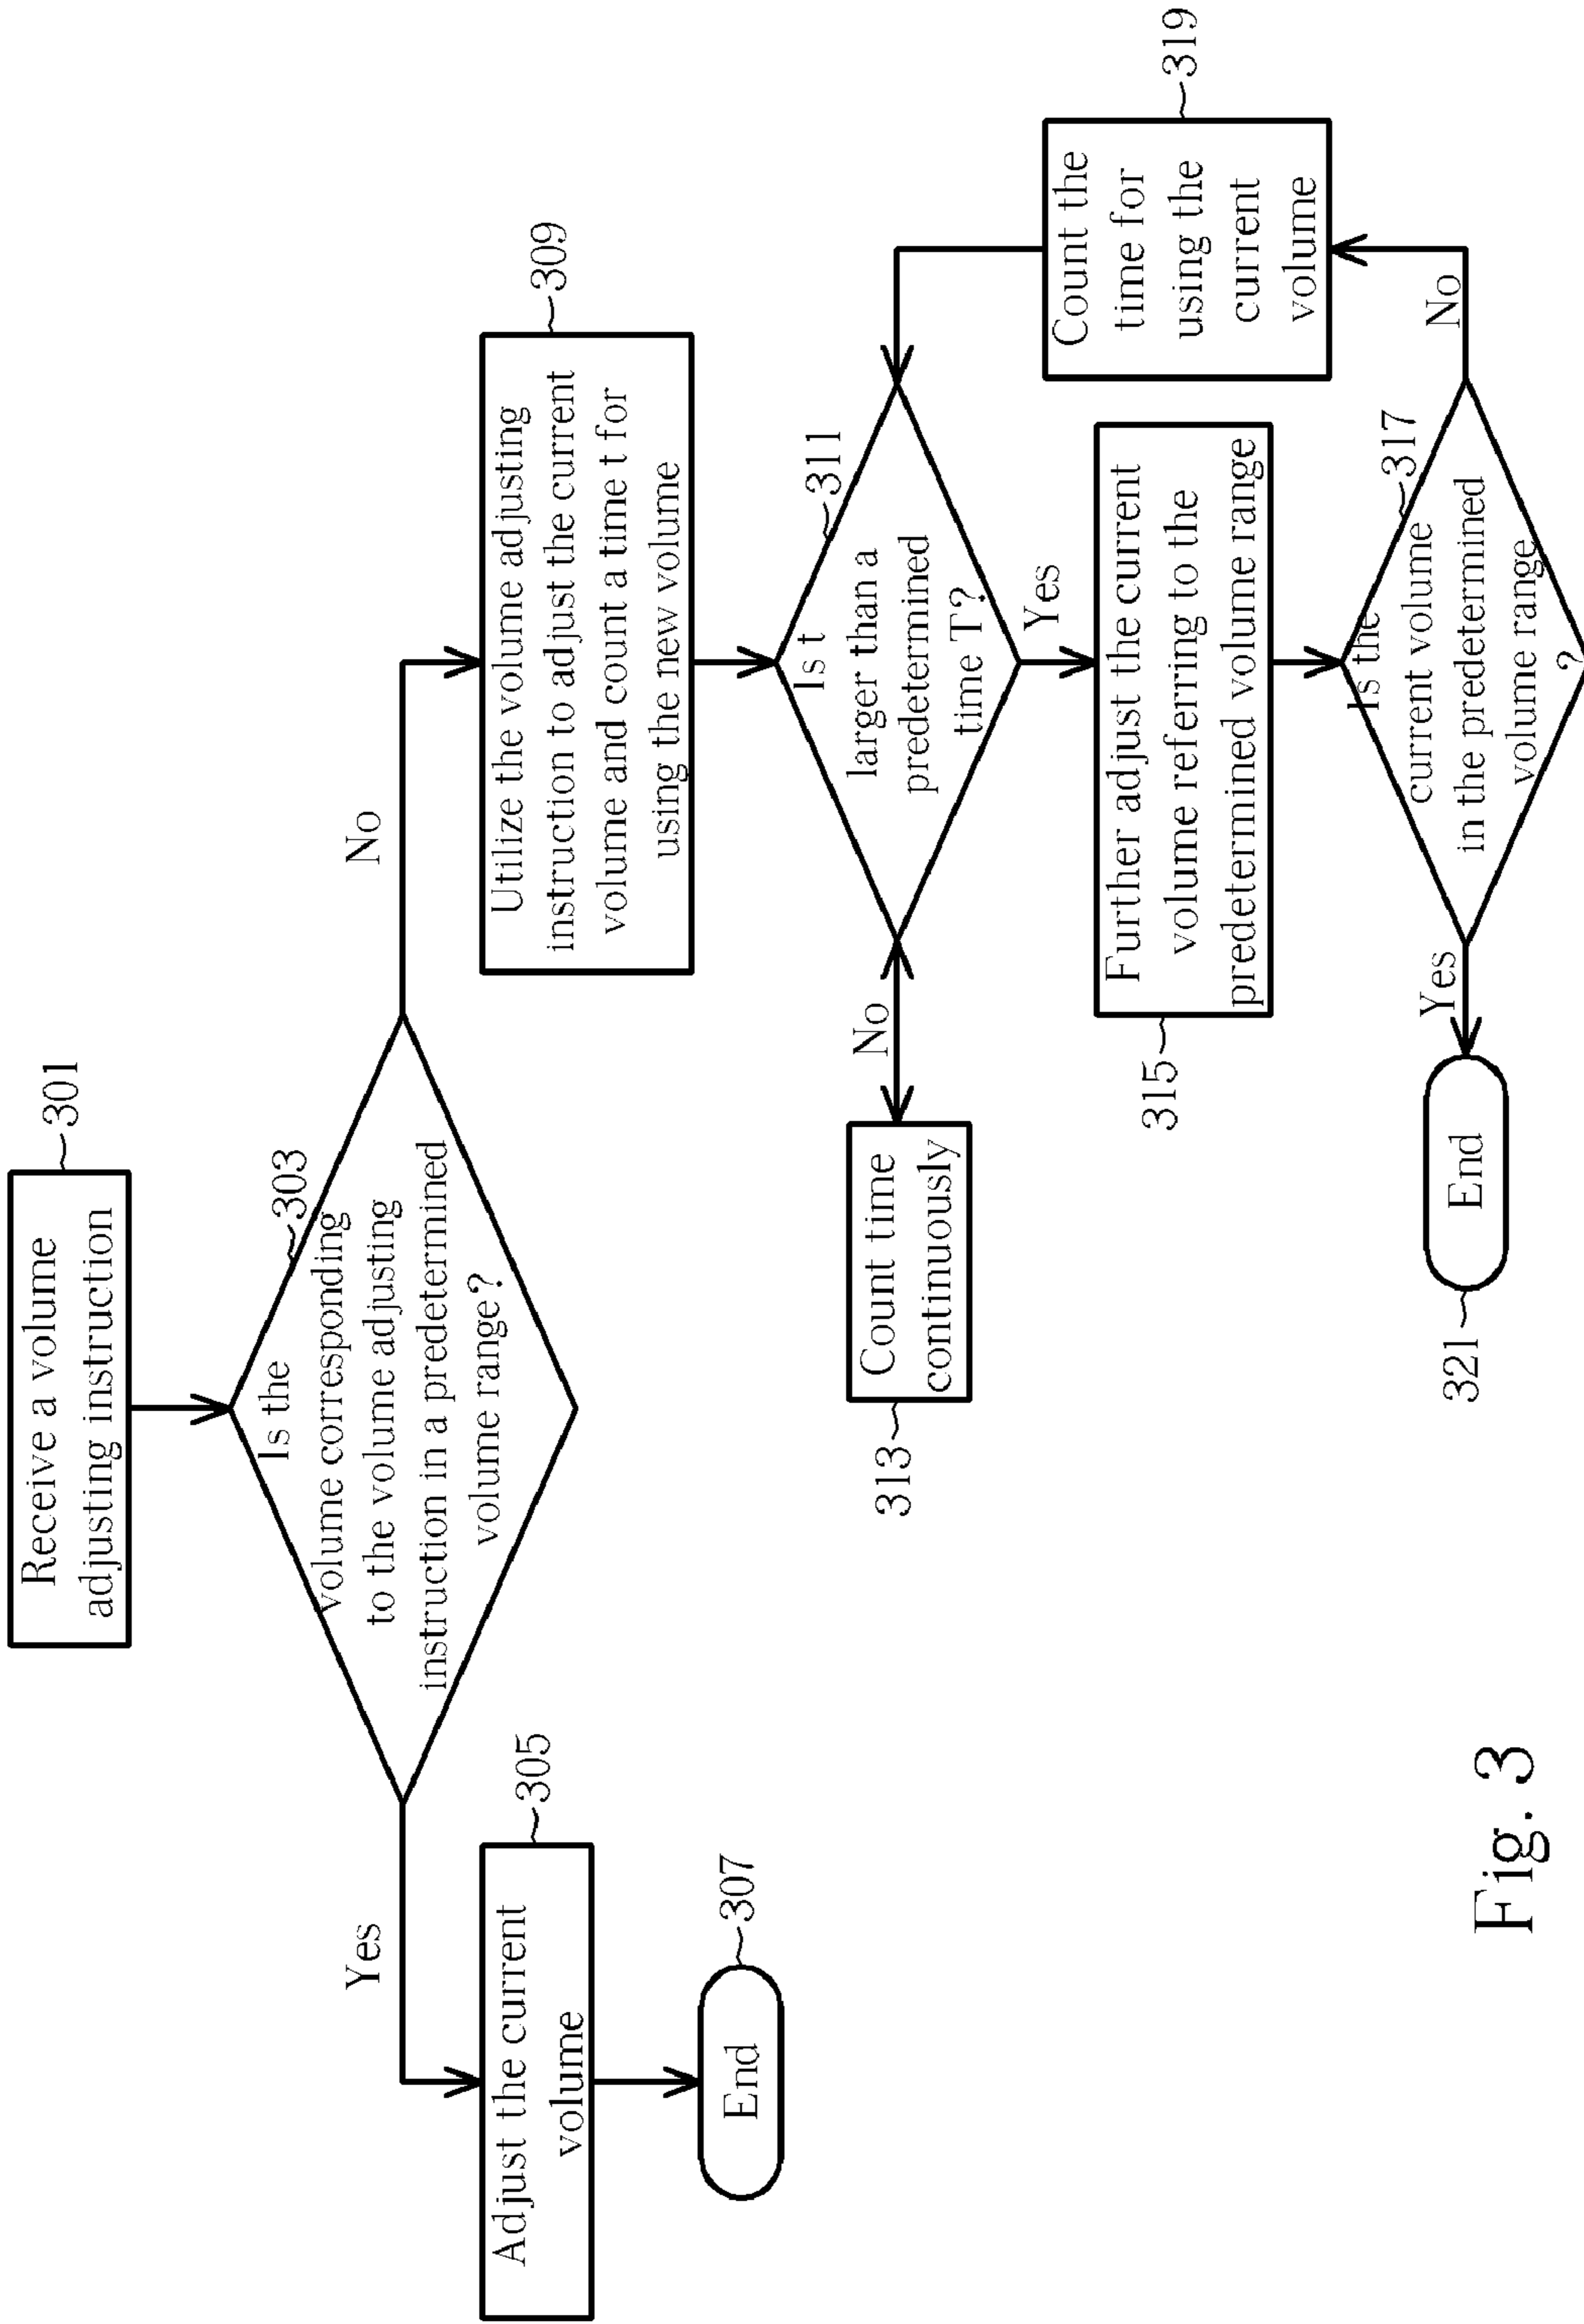 Receive a volume
adjusting instruction
301
Is the
volume corresponding
to the volume adjusting
instruction in a predetermined
volume range?
303
Yes
No
Adjust the current
volume
305
End
307
Utilize the volume adjusting
instruction to adjust the current
volume and count a time t for
using the new volume
309
Is t
larger than a
predetermined
time T?
311
No
Yes
Count time
continuously
313
Further adjust the current
volume referring to the
predetermined volume range
315
Is the
current volume
in the predetermined
volume range
?
317
Yes
No
Count the
time for
using the
current
volume
319
End
321
Fig. 3